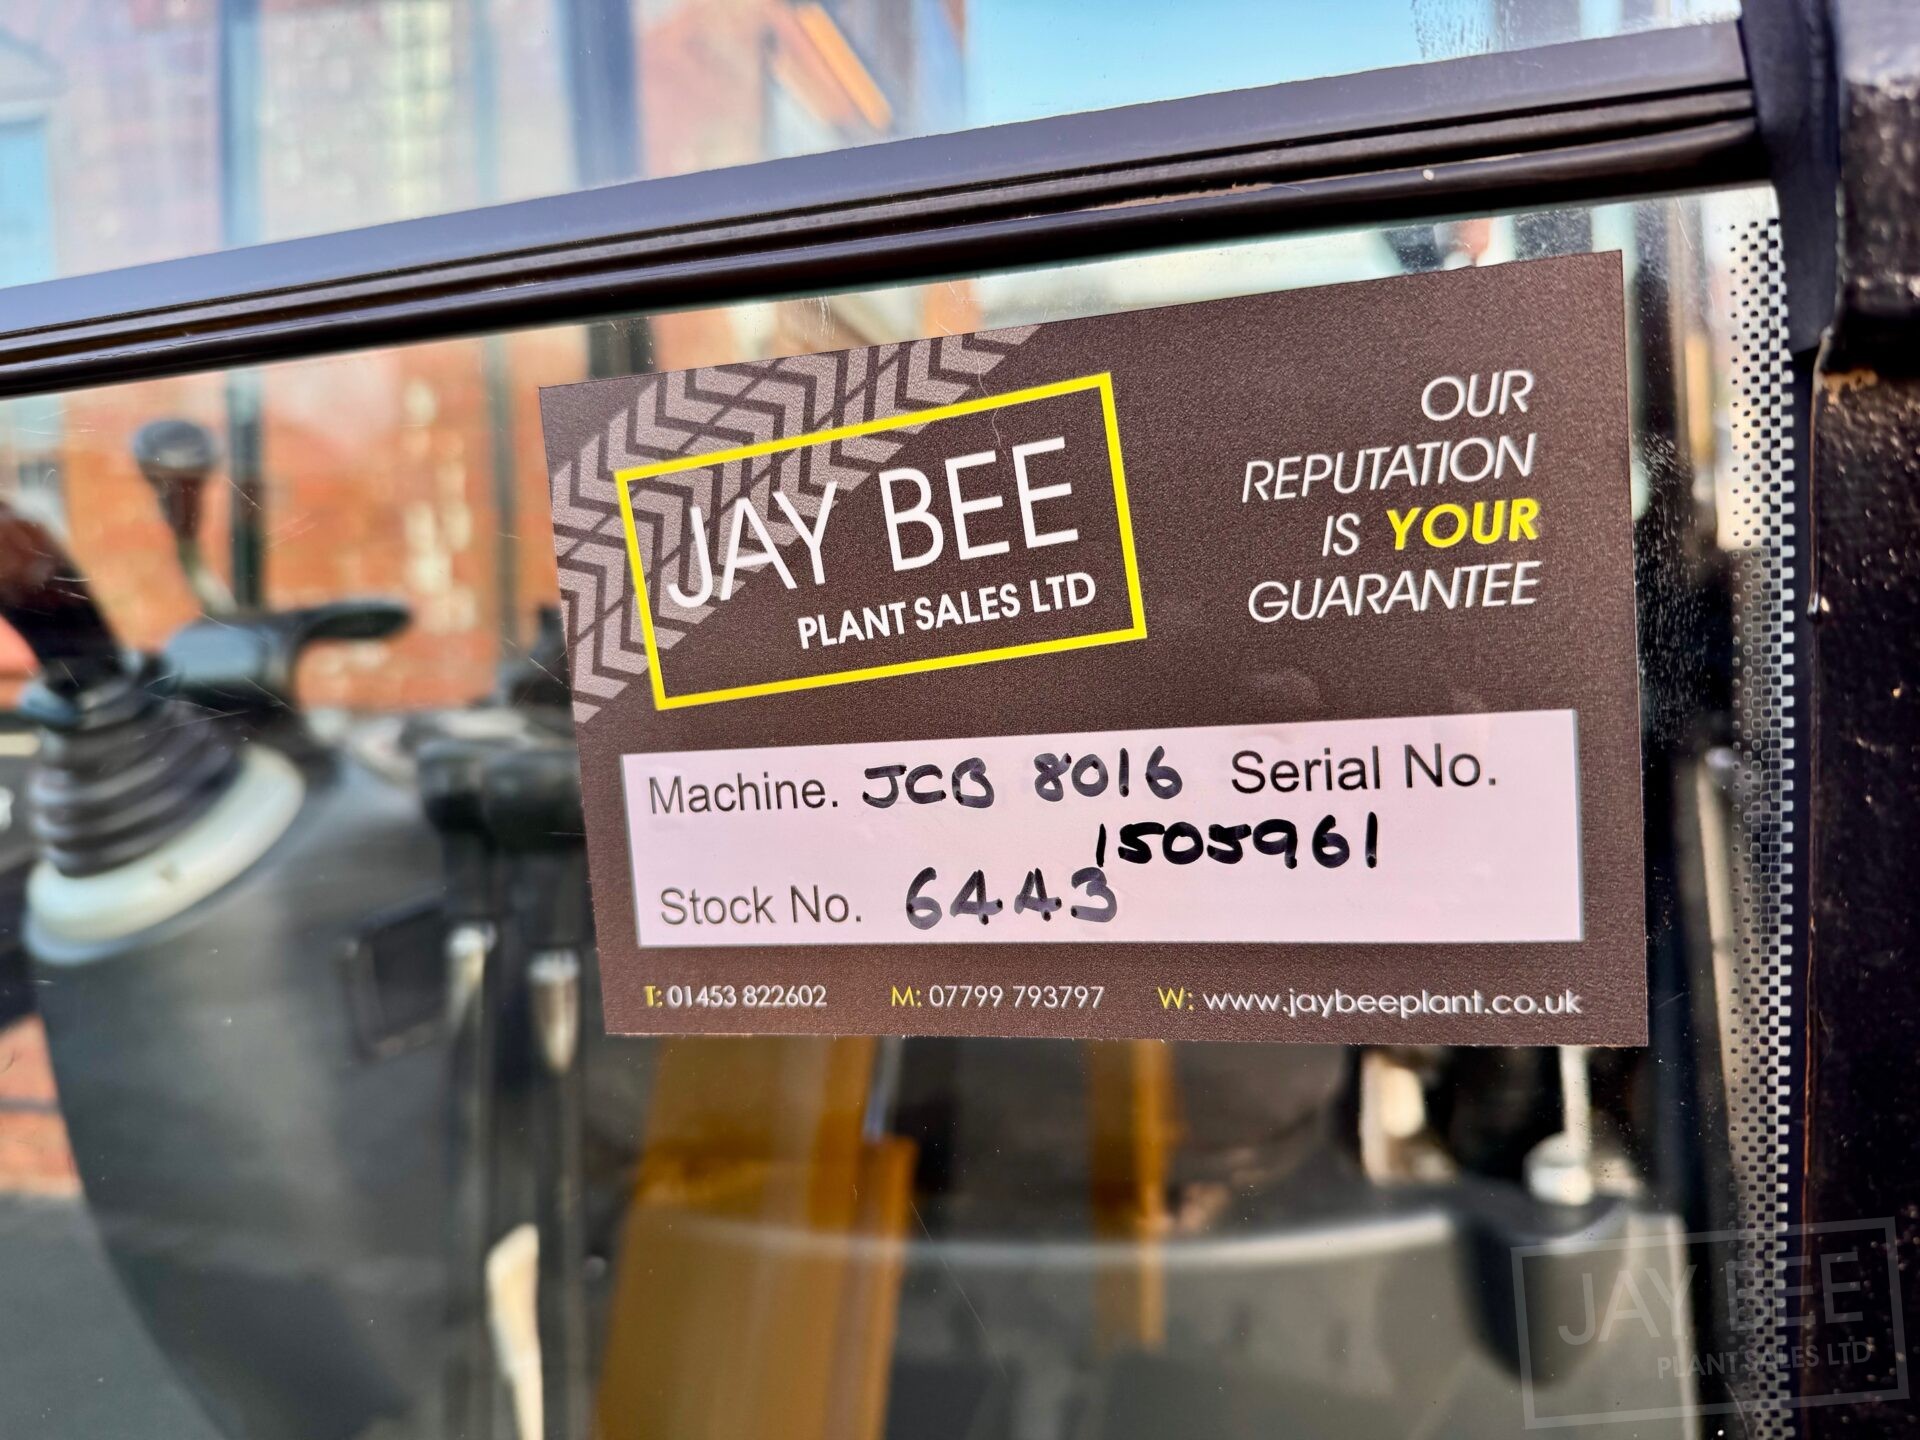 JAY BEE
PLANT SALES LTD
OUR
REPUTATION
IS YOUR
GUARANTEE
Machine. JCB 8016 Serial No.
1505961
Stock No. 6443
T: 01453 822602 M: 07799 793797 W: www.jaybeeplant.co.uk
JAY BEE
PLANT SALES LTD